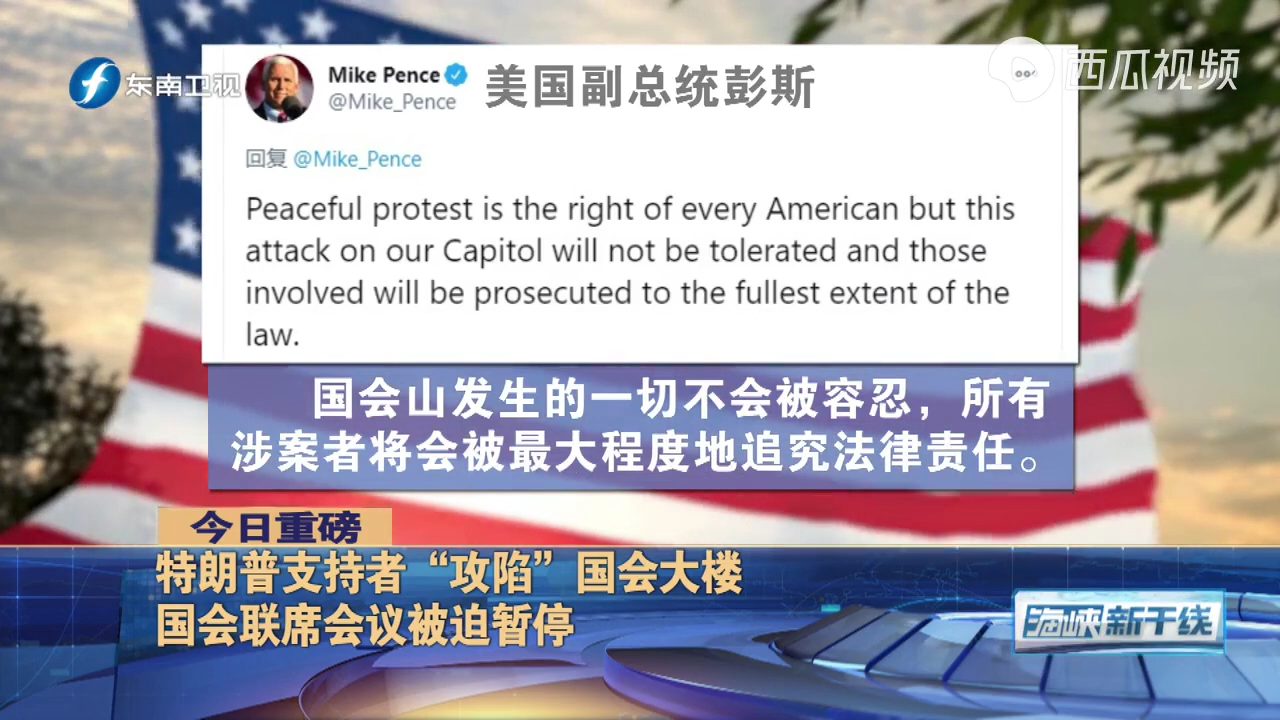 东南卫视
西瓜视频
Mike Pence
@Mike_Pence
美国副总统彭斯
回复 @Mike_Pence
Peaceful protest is the right of every American but this
attack on our Capitol will not be tolerated and those
involved will be prosecuted to the fullest extent of the
law.
国会山发生的一切不会被容忍，所有
涉案者将会被最大程度地追究法律责任。
今日重磅
特朗普支持者“攻陷”国会大楼
国会联席会议被迫暂停
海峡新干线